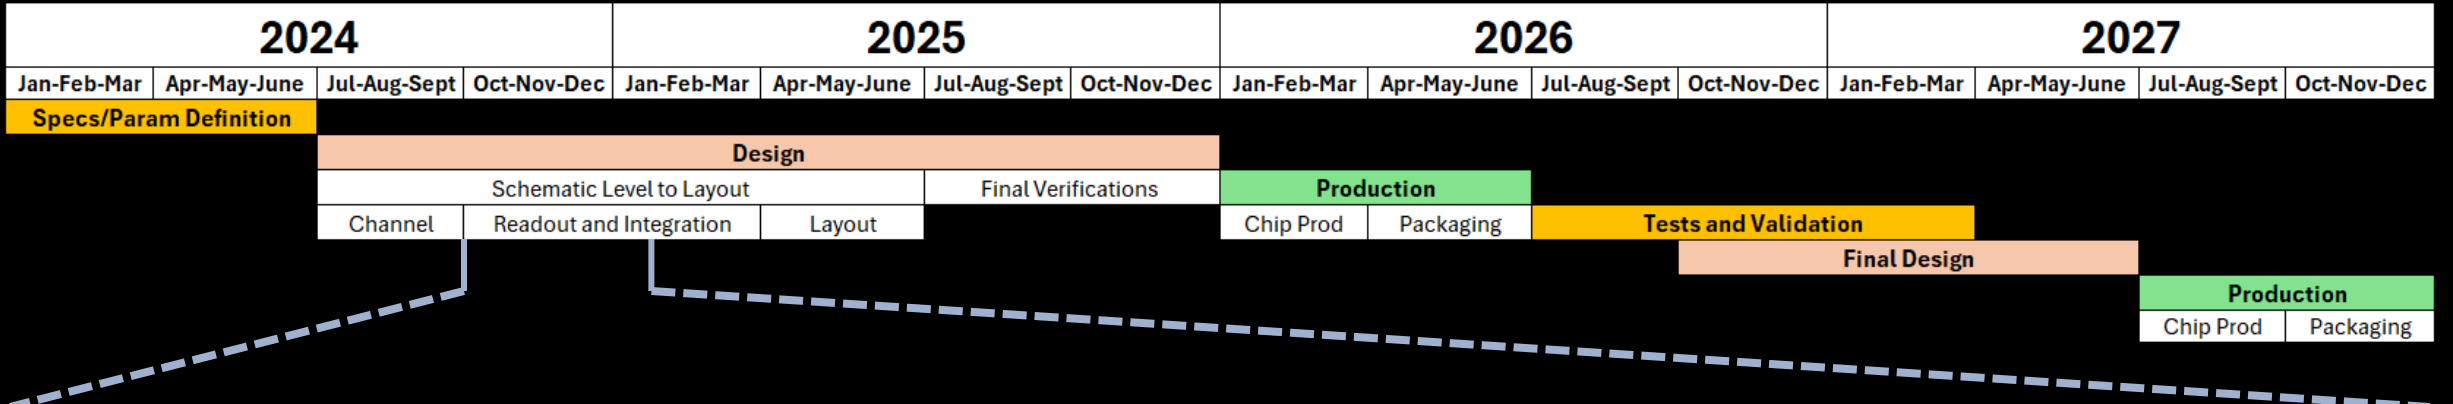 2024 2025 2026 2027
Jan-Feb-Mar Apr-May-June Jul-Aug-Sept Oct-Nov-Dec Jan-Feb-Mar Apr-May-June Jul-Aug-Sept Oct-Nov-Dec Jan-Feb-Mar Apr-May-June Jul-Aug-Sept Oct-Nov-Dec Jan-Feb-Mar Apr-May-June Jul-Aug-Sept Oct-Nov-Dec
Specs/Param Definition
Design
Schematic Level to Layout Final Verifications Production
Channel Readout and Integration Layout Chip Prod Packaging Tests and Validation
Final Design
Production
Chip Prod Packaging